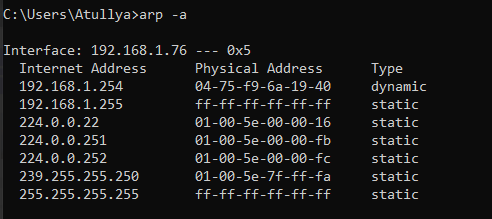 C:\Users\Atullya>arp -a
Interface: 192.168.1.76 --- 0x5
Internet Address Physical Address Type
192.168.1.254 04-75-f9-6a-19-40 dynamic
192.168.1.255 ff-ff-ff-ff-ff-ff static
224.0.0.22 01-00-5e-00-00-16 static
224.0.0.251 01-00-5e-00-00-fb static
224.0.0.252 01-00-5e-00-00-fc static
239.255.255.250 01-00-5e-7f-ff-fa static
255.255.255.255 ff-ff-ff-ff-ff-ff static